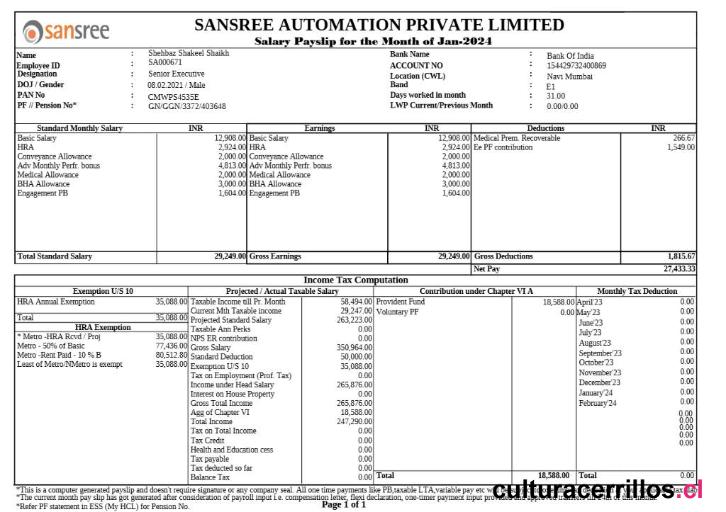 sansree
SANSREE AUTOMATION PRIVATE LIMITED
Salary Payslip for the Month of Jan-2024
Name : Shehbaz Shakeel Shaikh Bank Name : Bank Of India
Employee ID : SA000671 ACCOUNT NO : 154429732400869
Designation : Senior Executive Location (CWL) : Navi Mumbai
DOJ / Gender : 08.02.2021 / Male Band : E1
PAN No : CMWPS4535E Days worked in month : 31.00
PF // Pension No* : GN/GGN/3372/403648 LWP Current/Previous Month : 0.00/0.00
Standard Monthly Salary INR Earnings INR Deductions INR
Basic Salary 12,908.00 Basic Salary 12,908.00 Medical Prem. Recoverable 266.67
HRA 2,924.00 HRA 2,924.00 Ee PF contribution 1,549.00
Conveyance Allowance 2,000.00 Conveyance Allowance 2,000.00
Adv Monthly Perfr. bonus 4,813.00 Adv Monthly Perfr. bonus 4,813.00
Medical Allowance 2,000.00 Medical Allowance 2,000.00
BHA Allowance 3,000.00 BHA Allowance 3,000.00
Engagement PB 1,604.00 Engagement PB 1,604.00
Total Standard Salary 29,249.00 Gross Earnings 29,249.00 Gross Deductions 1,815.67
Net Pay 27,433.33
Income Tax Computation
Exemption U/S 10 Projected / Actual Taxable Salary Contribution under Chapter VI A Monthly Tax Deduction
HRA Annual Exemption 35,088.00 Taxable Income till Pr. Month 58,494.00 Provident Fund 18,588.00 April'23 0.00
Current Mth Taxable income 29,247.00 Voluntary PF 0.00 May'23 0.00
Total 35,088.00 Projected Standard Salary 263,223.00 June'23 0.00
HRA Exemption Taxable Ann Perks 0.00 July'23 0.00
* Metro -HRA Rcvd / Proj 35,088.00 NPS ER contribution 0.00 August'23 0.00
Metro - 50% of Basic 77,436.00 Gross Salary 350,964.00 September'23 0.00
Metro -Rent Paid - 10 % B 80,512.80 Standard Deduction 50,000.00 October'23 0.00
Least of Metro/NMetro is exempt 35,088.00 Exemption U/S 10 35,088.00 November'23 0.00
Tax on Employment (Prof. Tax) 0.00 December'23 0.00
Income under Head Salary 265,876.00 January'24 0.00
Interest on House Property 0.00 February'24 0.00
Gross Total Income 265,876.00
Agg of Chapter VI 18,588.00 0.00
Total Income 247,290.00 0.00
Tax on Total Income 0.00 0.00
Tax Credit 0.00 0.00
Health and Education cess 0.00 0.00
Tax payable 0.00
Tax deducted so far 0.00
Balance Tax 0.00 Total 18,588.00 Total 0.00
*This is a computer generated payslip and doesn't require signature or any company seal. All one time payments like PB,taxable LTA,variable pay etc
*The current month pay slip has got generated after consideration of payroll input i.e. compensation letter, flexi declaration, one-timer payment input
*Refer PF statement in ESS (My HCL) for Pension No.
Page 1 of 1
culturacerrillos.cl